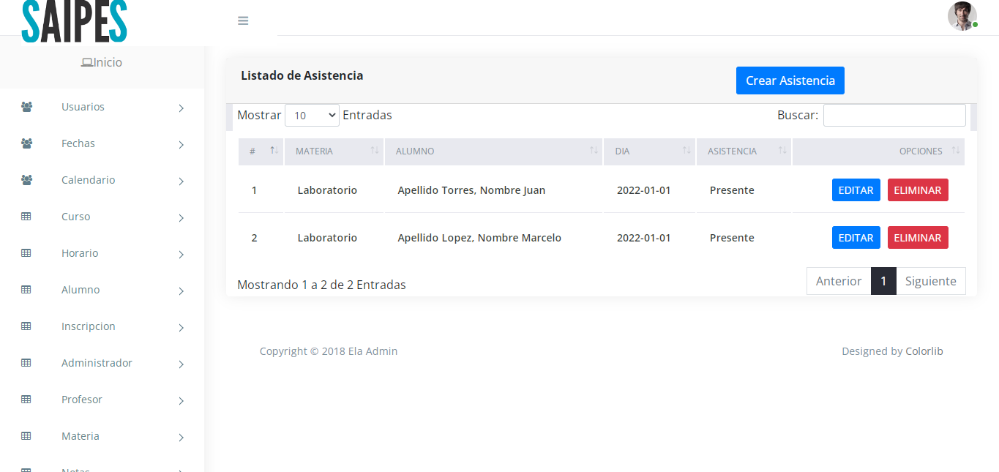 SAIPES
Inicio
Usuarios
Fechas
Calendario
Curso
Horario
Alumno
Inscripcion
Administrador
Profesor
Materia
Notas
Listado de Asistencia
Crear Asistencia
Mostrar 10 Entradas
Buscar:
# MATERIA ALUMNO DIA ASISTENCIA OPCIONES
1 Laboratorio Apellido Torres, Nombre Juan 2022-01-01 Presente EDITAR ELIMINAR
2 Laboratorio Apellido Lopez, Nombre Marcelo 2022-01-01 Presente EDITAR ELIMINAR
Mostrando 1 a 2 de 2 Entradas
Anterior 1 Siguiente
Copyright © 2018 Ela Admin
Designed by Colorlib